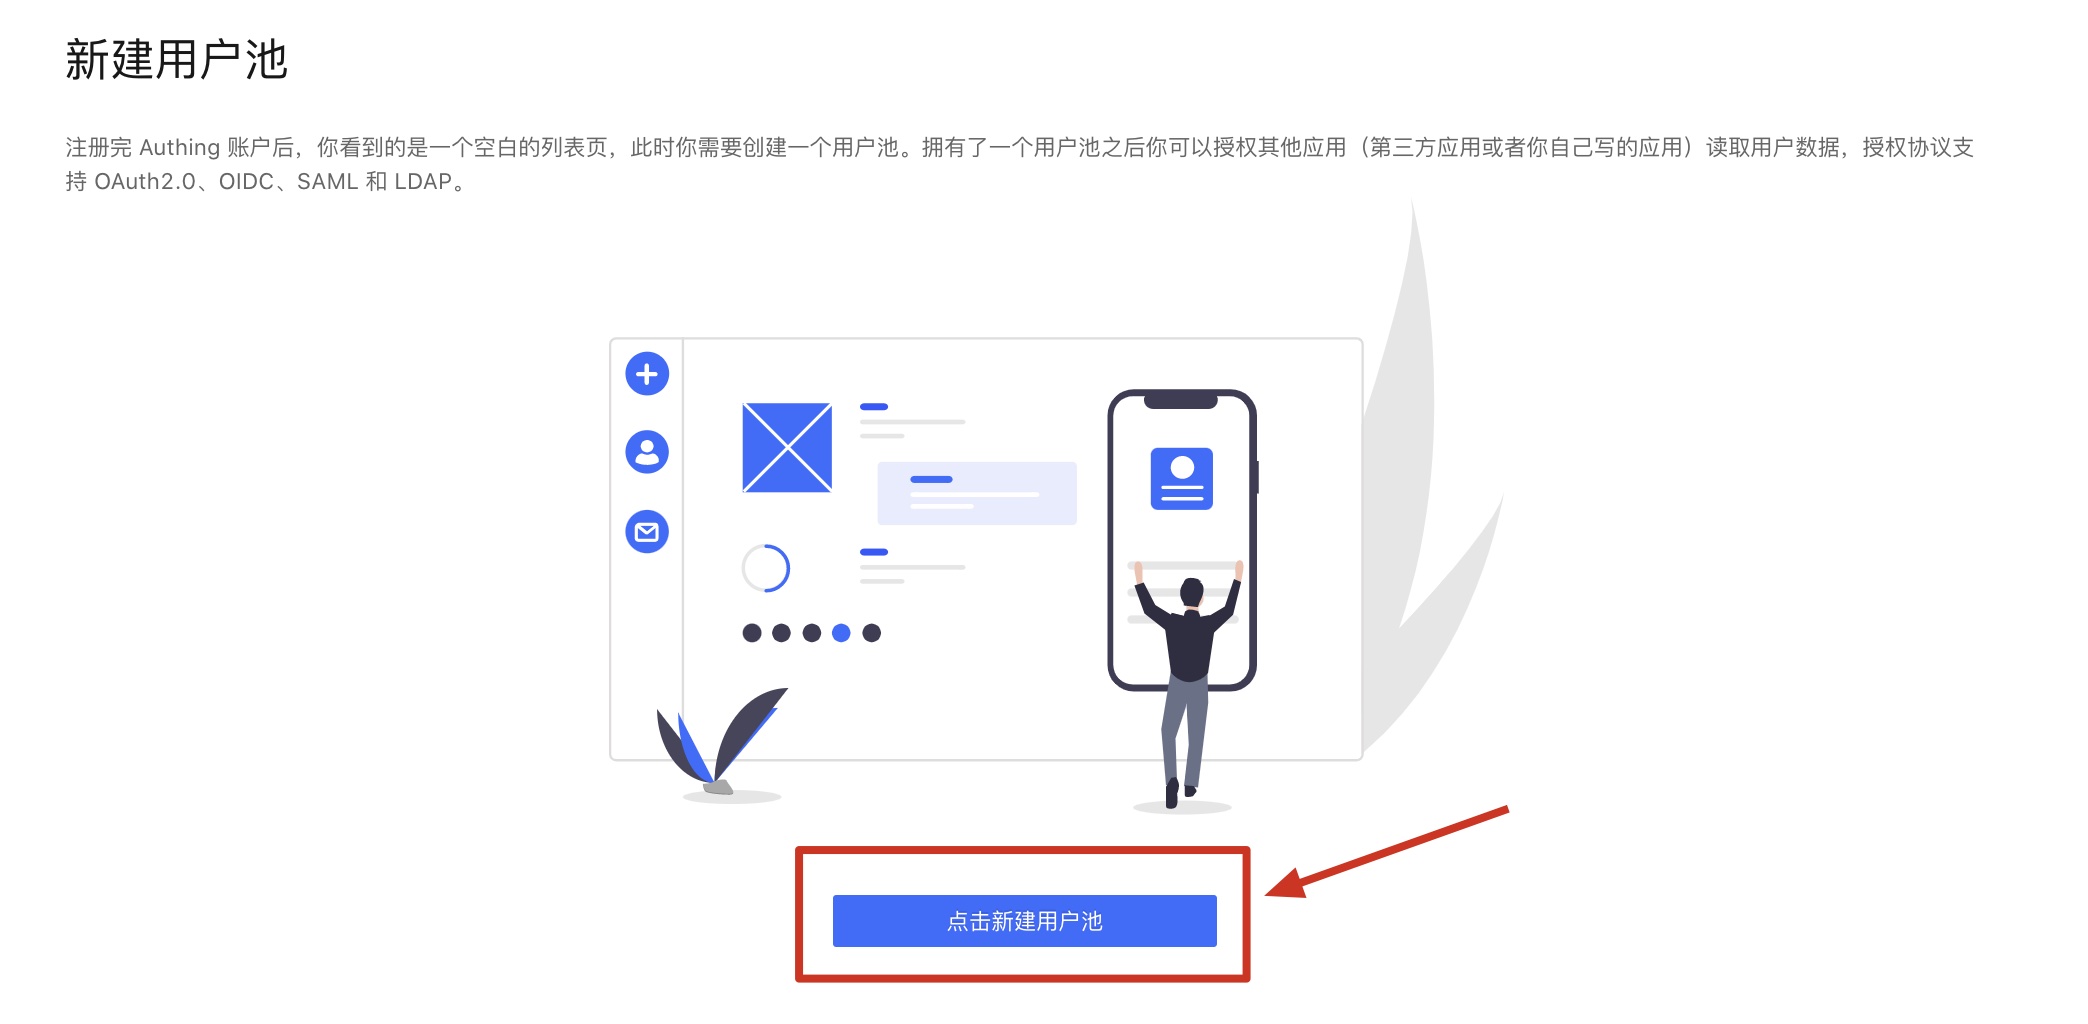 新建用户池
注册完 Authing 账户后，你看到的是一个空白的列表页，此时你需要创建一个用户池。拥有了一个用户池之后你可以授权其他应用（第三方应用或者你自己写的应用）读取用户数据，授权协议支
持 OAuth2.0、OIDC、SAML 和 LDAP。
点击新建用户池